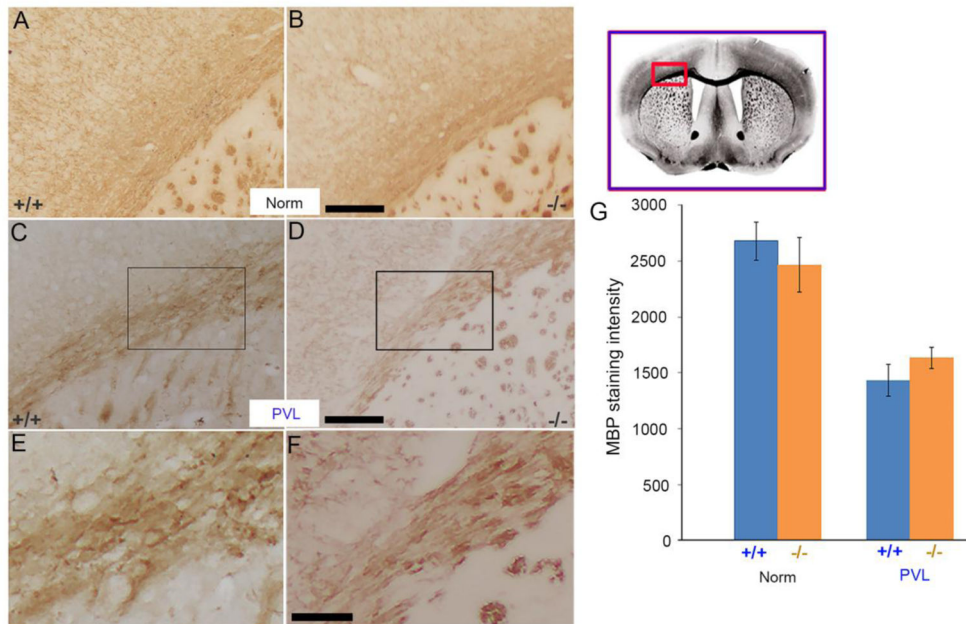 A
B
+/+
Norm
-/-
C
D
+/+
PVL
-/-
E
F
G
3000
2500
2000
1500
1000
500
0
MBP staining intensity
+/+
-/-
+/+
-/-
Norm
PVL